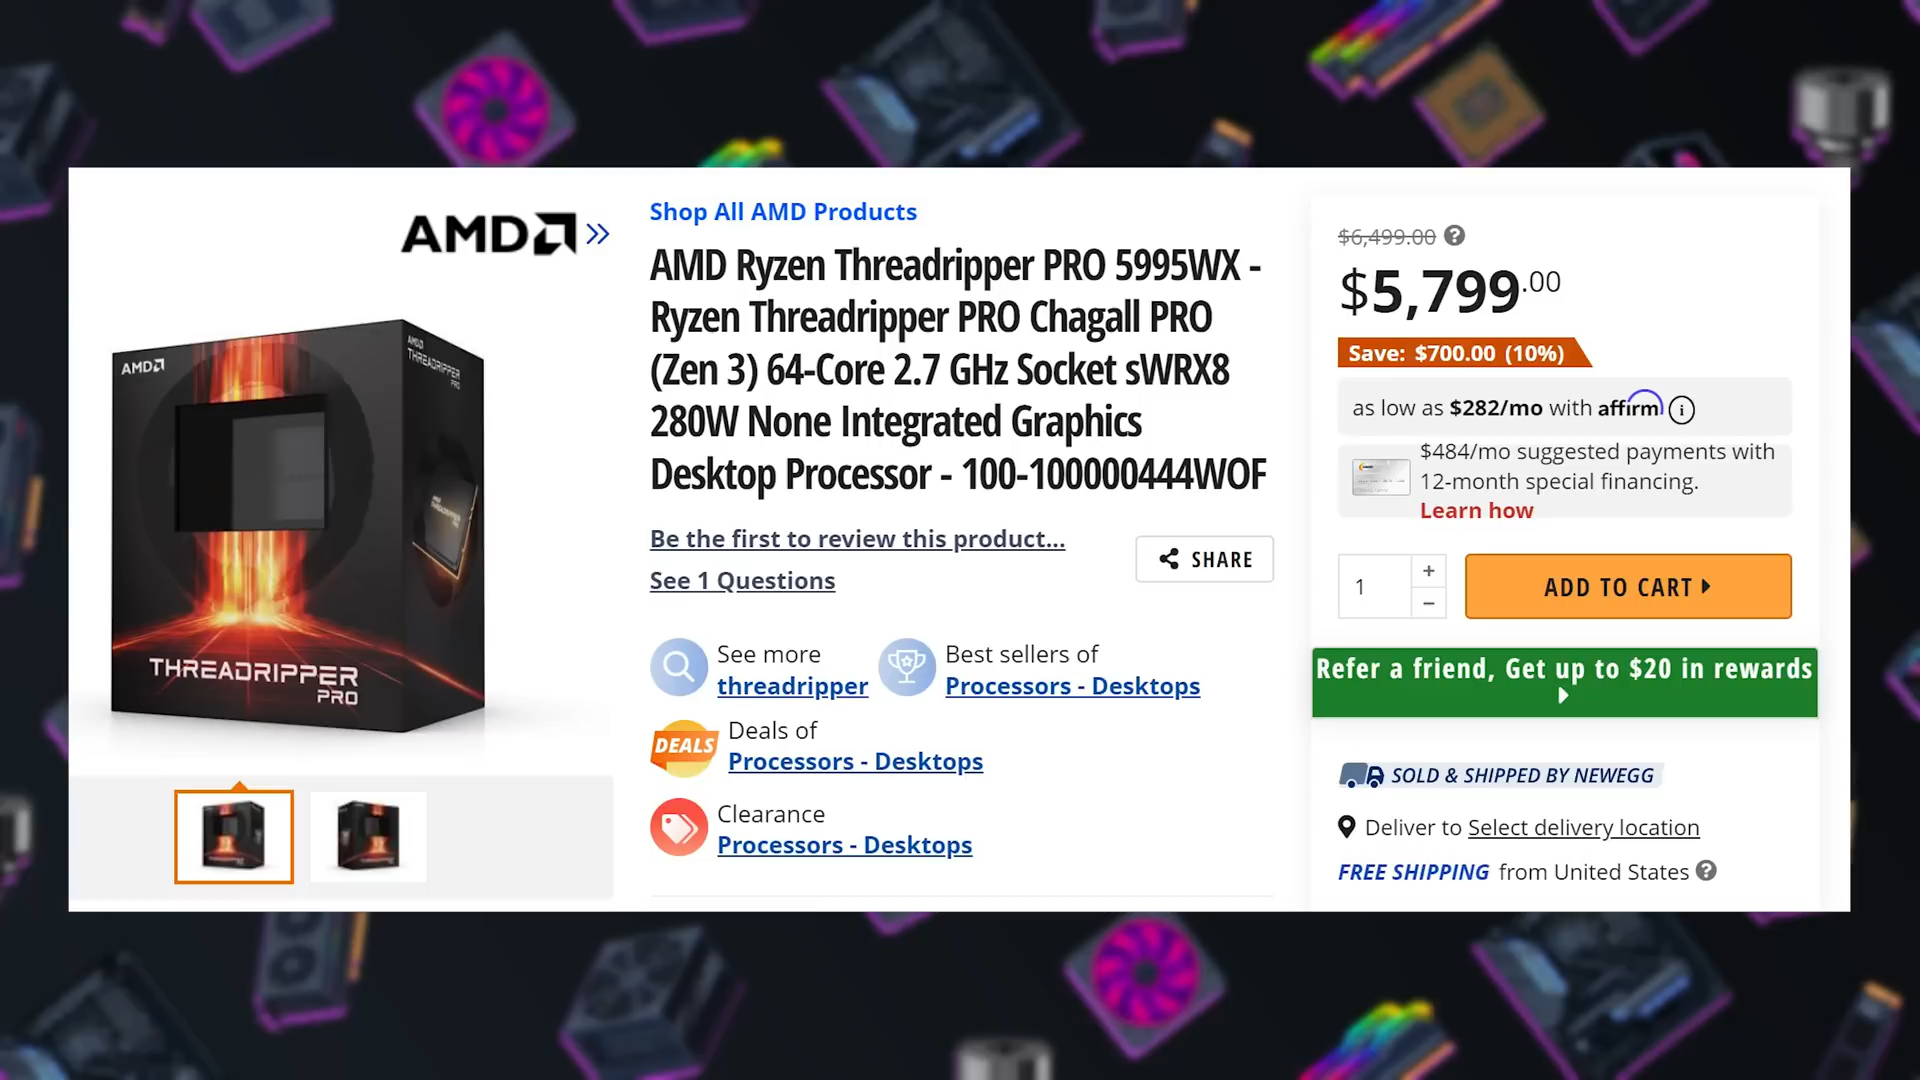 AMD
Shop All AMD Products
AMD Ryzen Threadripper PRO 5995WX -
Ryzen Threadripper PRO Chagall PRO
(Zen 3) 64-Core 2.7 GHz Socket sWRX8
280W None Integrated Graphics
Desktop Processor - 100-100000444WOF
Be the first to review this product...
See 1 Questions
SHARE
See more
threadripper
Best sellers of
Processors - Desktops
DEALS
Deals of
Processors - Desktops
Clearance
Processors - Desktops
AMD
THREADRIPPER
PRO
AMD
THREADRIPPER
PRO
$6,499.00
$5,799.00
Save: $700.00 (10%)
as low as $282/mo with affirm
$484/mo suggested payments with
12-month special financing.
Learn how
1
ADD TO CART
Refer a friend, Get up to $20 in rewards
SOLD & SHIPPED BY NEWEGG
Deliver to Select delivery location
FREE SHIPPING from United States